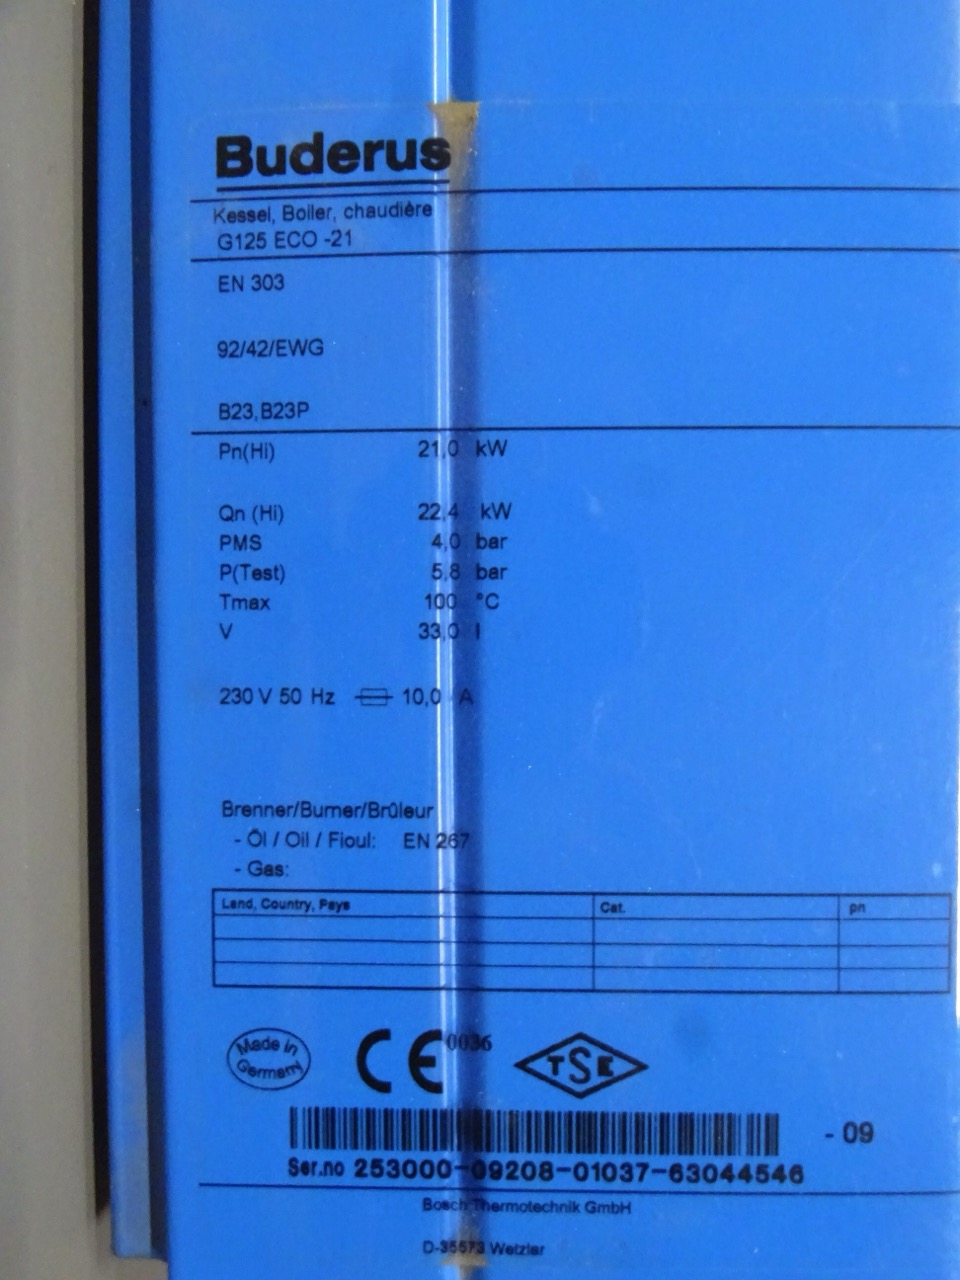 Buderus
Kessel, Boiler, chaudière
G125 ECO -21
EN 303
92/42/EWG
B23, B23P
Pn(Hi) 21,0 kW
Qn (Hi) 22,4 kW
PMS 4,0 bar
P(Test) 5,8 bar
Tmax 100 °C
V 33,0 l
230 V 50 Hz 10,0 A
Brenner/Burner/Brûleur
- Öl / Oil / Fioul: EN 267
- Gas:
Land, Country, Pays Cat. pn
Made in
Germany
CE 0036
TSE
- 09
Ser.no 253000-09208-01037-63044546
Bosch Thermotechnik GmbH
D-35573 Wetzlar